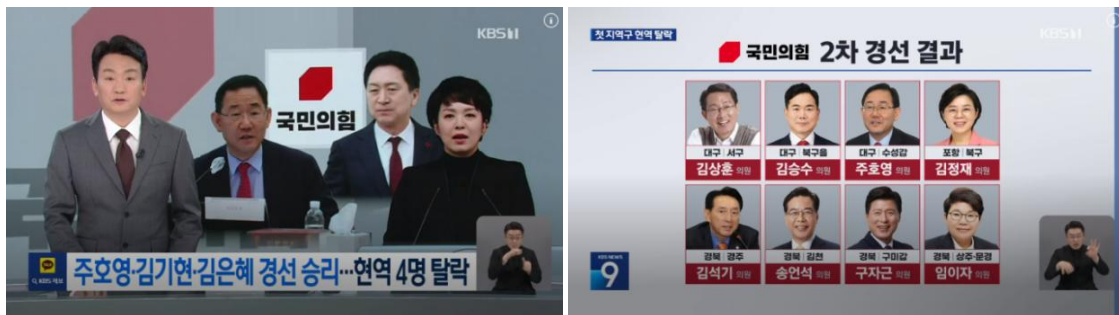 KBS 1
국민의힘
주호영·김기현·김은혜 경선 승리···현역 4명 탈락
KBS 제보
첫 지역구 현역 탈락
KBS 1
국민의힘 2차 경선 결과
대구 서구
김상훈 의원
대구 북구을
김승수 의원
대구 수성갑
주호영 의원
포항 북구
김정재 의원
경북 경주
김석기 의원
경북 김천
송언석 의원
경북 구미갑
구자근 의원
경북 상주·문경
임이자 의원
KBS NEWS
9